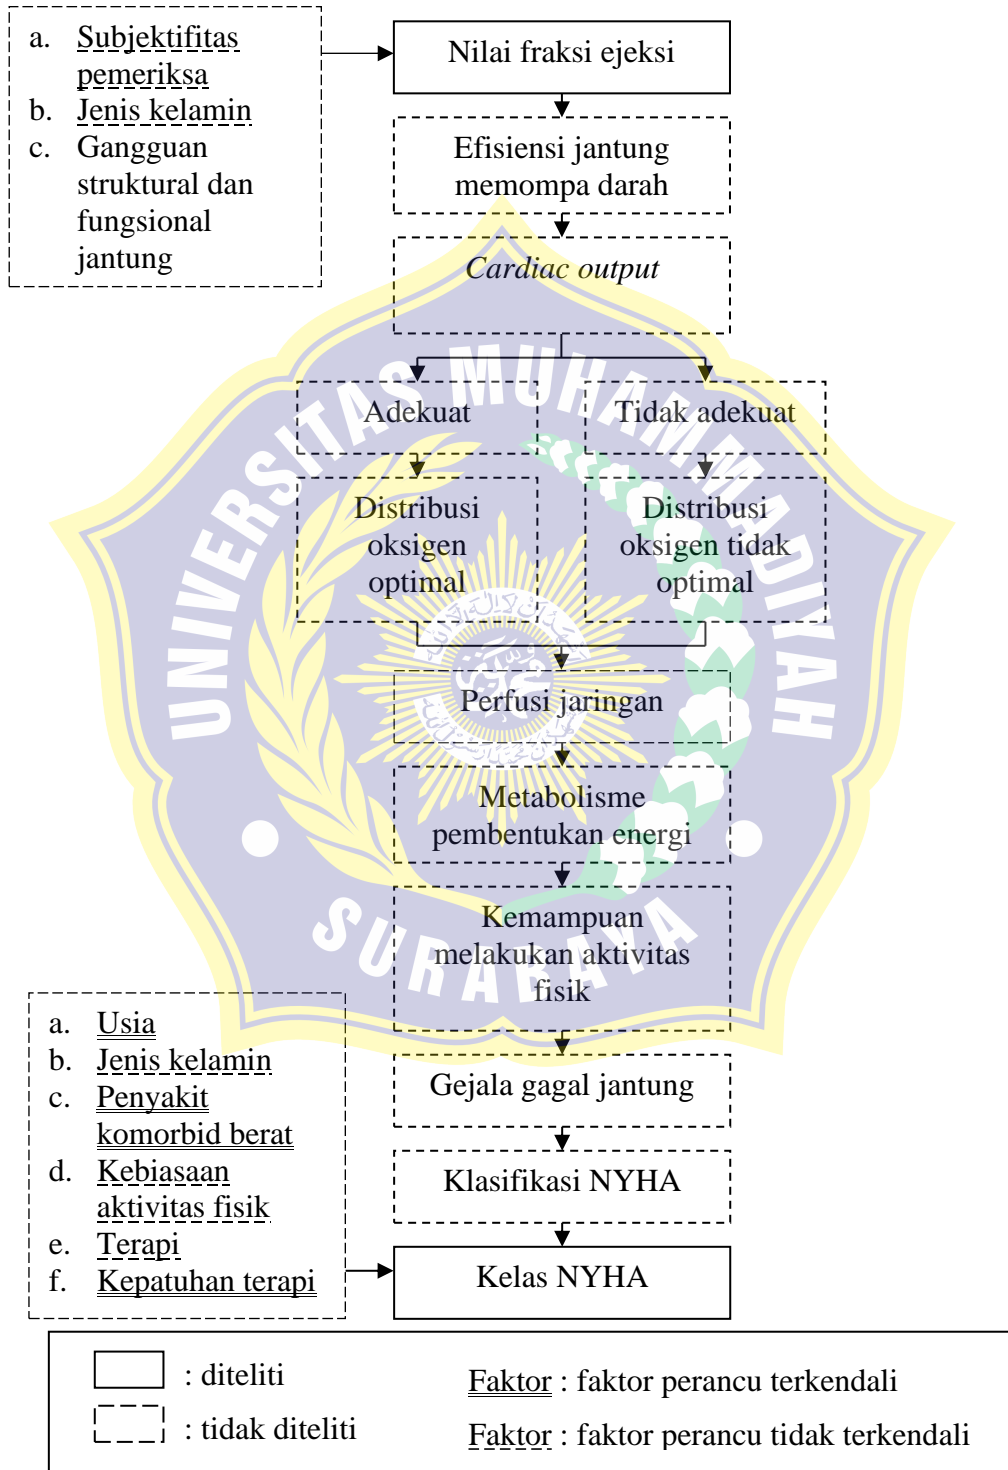 a. Subjektifitas
pemeriksa
b. Jenis kelamin
c. Gangguan
struktural dan
fungsional
jantung
Nilai fraksi ejeksi
Efisiensi jantung
memompa darah
Cardiac output
Adekuat
Tidak adekuat
Distribusi
oksigen
optimal
Distribusi
oksigen tidak
optimal
Perfusi jaringan
Metabolisme
pembentukan energi
Kemampuan
melakukan aktivitas
fisik
Gejala gagal jantung
Klasifikasi NYHA
a. Usia
b. Jenis kelamin
c. Penyakit
komorbid berat
d. Kebiasaan
aktivitas fisik
e. Terapi
f. Kepatuhan terapi
Kelas NYHA
: diteliti
: tidak diteliti
Faktor : faktor perancu terkendali
Faktor : faktor perancu tidak terkendali
UNIVERSITAS MUHAMMADIYAH
SURABAYA